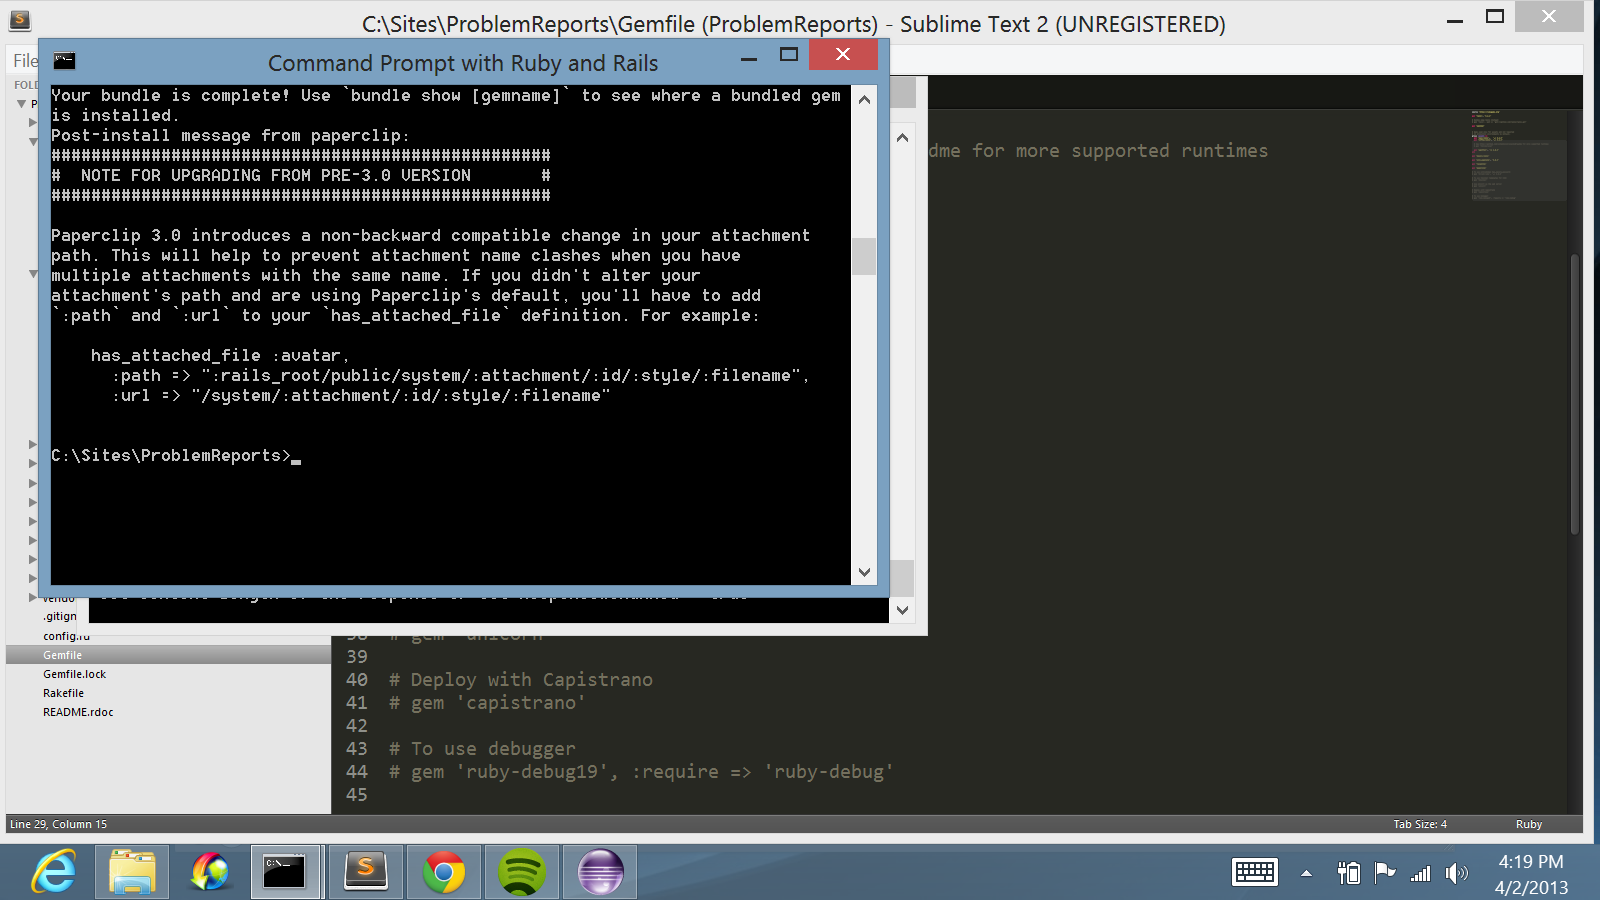 C:\Sites\ProblemReports\Gemfile (ProblemReports) - Sublime Text 2 (UNREGISTERED)
File
Command Prompt with Ruby and Rails
Your bundle is complete! Use `bundle show [gemname]` to see where a bundled gem
is installed.
Post-install message from paperclip:
##################################################
#  NOTE FOR UPGRADING FROM PRE-3.0 VERSION       #
##################################################
Paperclip 3.0 introduces a non-backward compatible change in your attachment
path. This will help to prevent attachment name clashes when you have
multiple attachments with the same name. If you didn't alter your
attachment's path and are using Paperclip's default, you'll have to add
`:path` and `:url` to your `has_attached_file` definition. For example:
has_attached_file :avatar,
:path => ":rails_root/public/system/:attachment/:id/:style/:filename",
:url => "/system/:attachment/:id/:style/:filename"
C:\Sites\ProblemReports>_
dme for more supported runtimes
.gitign
config.ru
Gemfile
Gemfile.lock
Rakefile
README.rdoc
38 # gem 'unicorn'
39
40 # Deploy with Capistrano
41 # gem 'capistrano'
42
43 # To use debugger
44 # gem 'ruby-debug19', :require => 'ruby-debug'
45
Line 29, Column 15
Tab Size: 4
Ruby
4:19 PM
4/2/2013